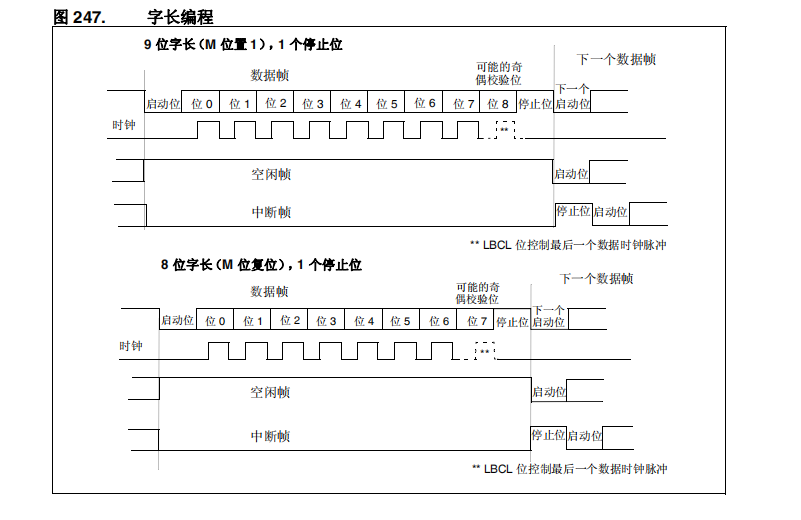 图 247. 字长编程
9 位字长（M 位置 1），1 个停止位
下一个数据帧
可能的奇
偶校验位
数据帧
下一个
启动位 位 0 位 1 位 2 位 3 位 4 位 5 位 6 位 7 位 8 停止位 启动位
时钟
**
空闲帧 启动位
中断帧 停止位 启动位
** LBCL 位控制最后一个数据时钟脉冲
8 位字长（M 位复位），1 个停止位
下一个数据帧
可能的奇
偶校验位
数据帧
下一个
启动位 位 0 位 1 位 2 位 3 位 4 位 5 位 6 位 7 停止位 启动位
时钟
**
空闲帧 启动位
中断帧 停止位 启动位
** LBCL 位控制最后一个数据时钟脉冲